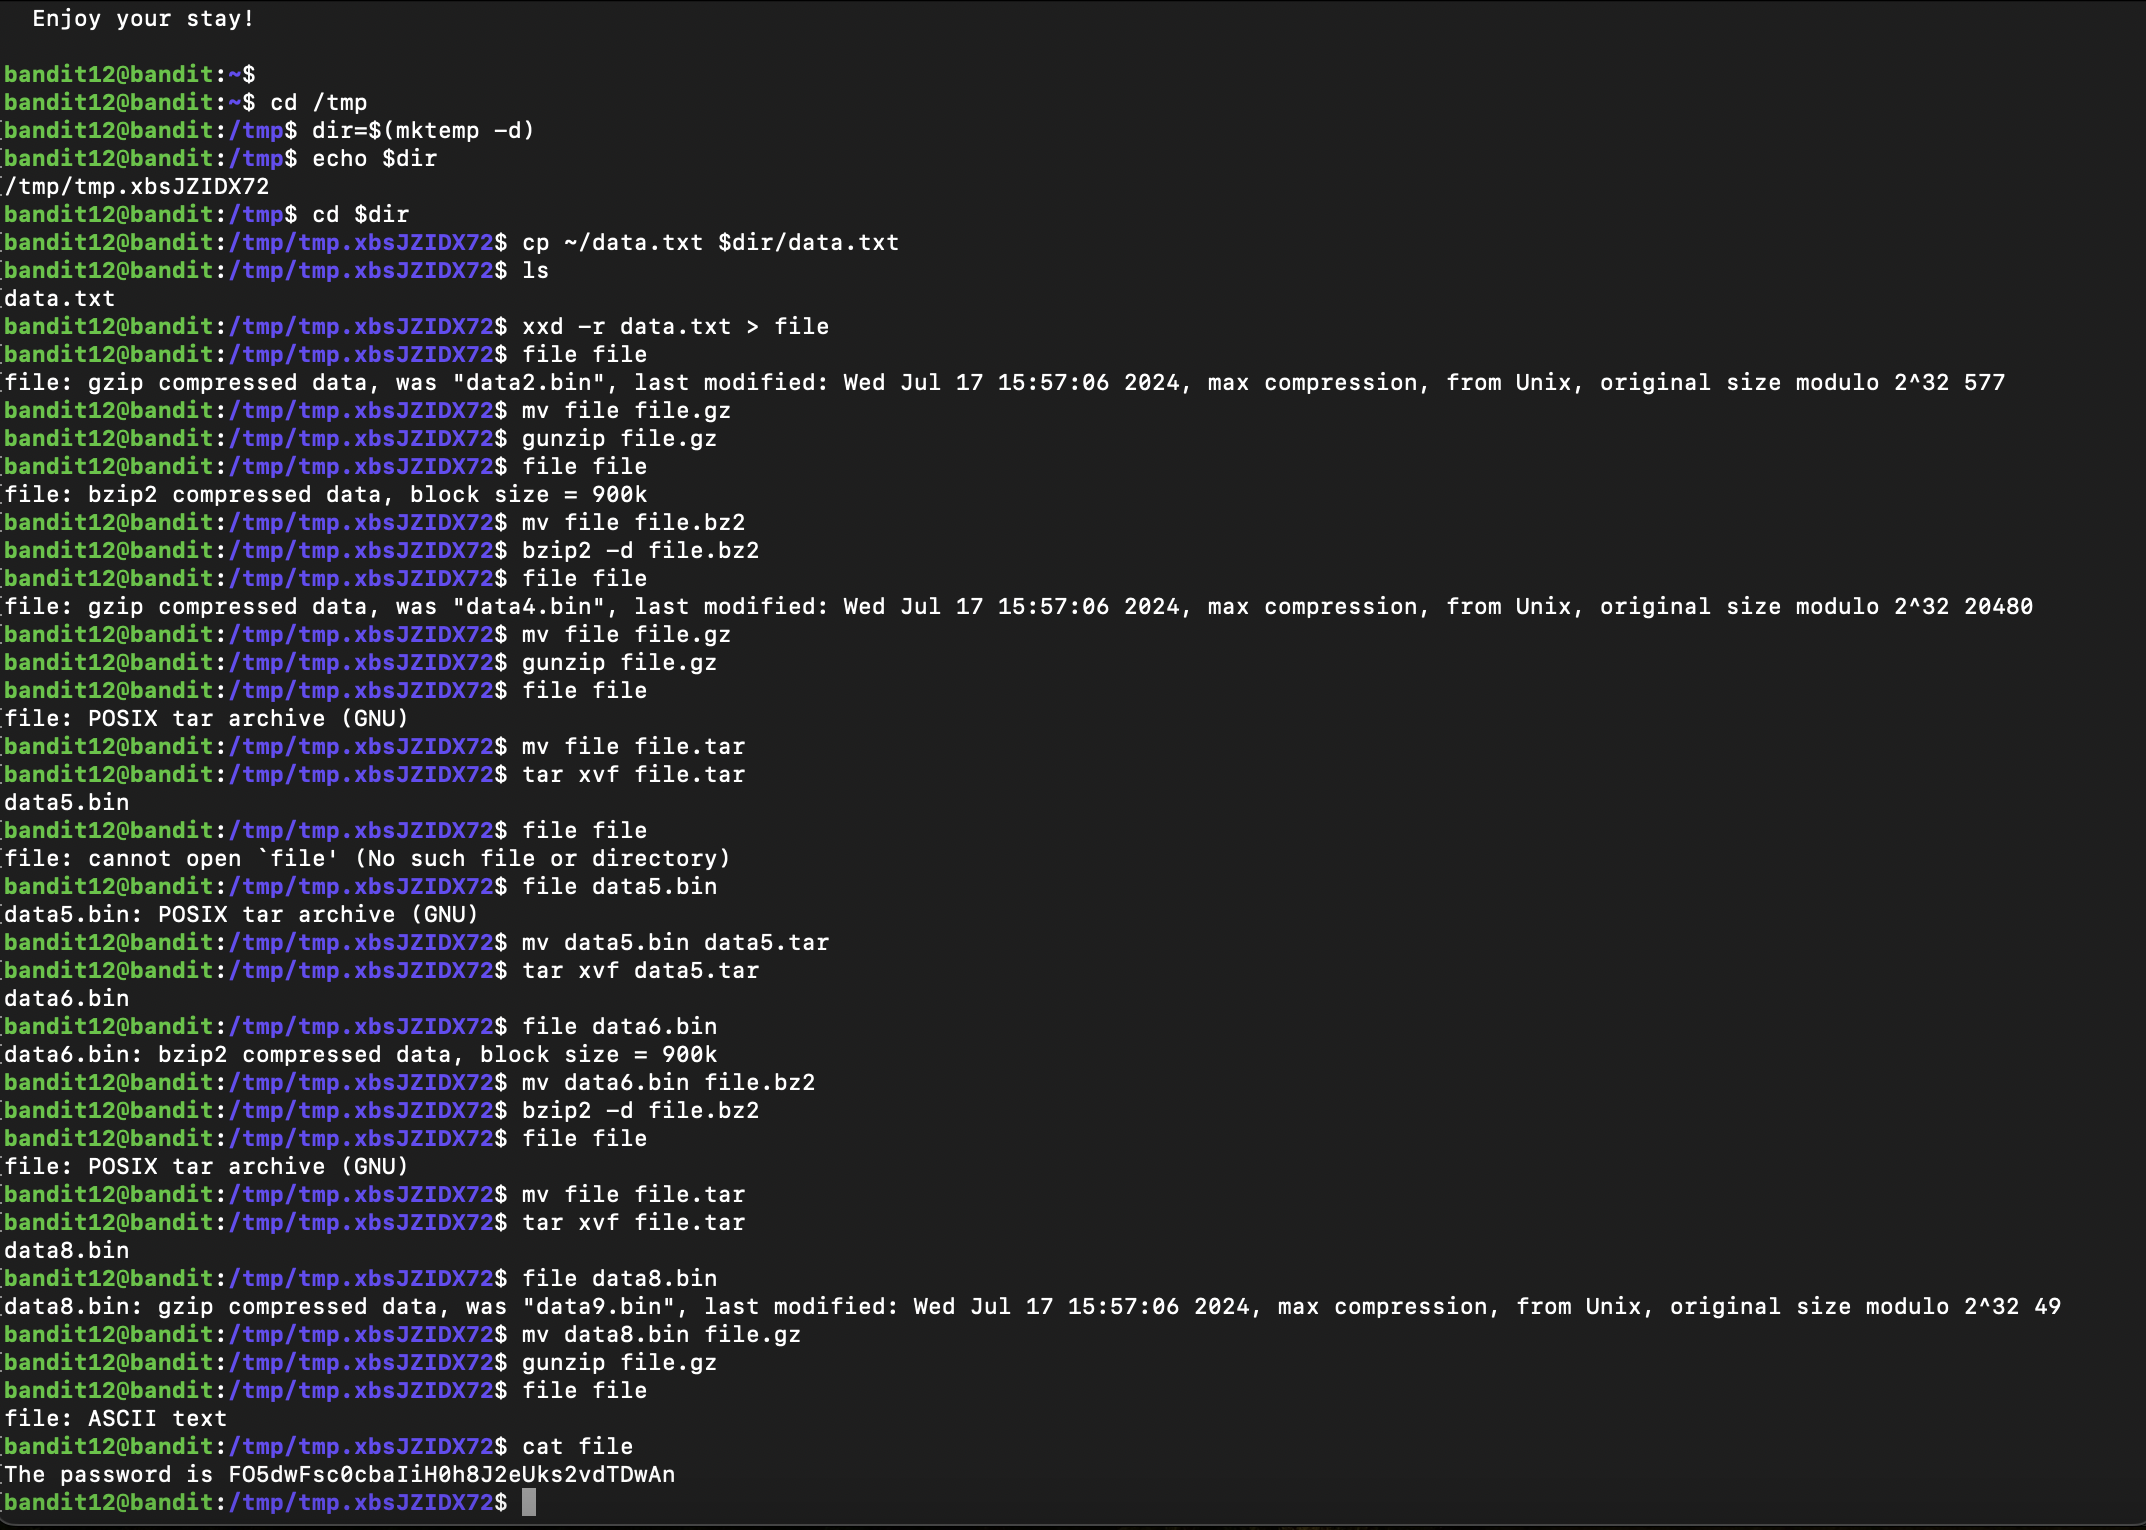 Enjoy your stay!
bandit12@bandit:~$
bandit12@bandit:~$ cd /tmp
bandit12@bandit:/tmp$ dir=$(mktemp -d)
bandit12@bandit:/tmp$ echo $dir
/tmp/tmp.xbsJZIDX72
bandit12@bandit:/tmp$ cd $dir
bandit12@bandit:/tmp/tmp.xbsJZIDX72$ cp ~/data.txt $dir/data.txt
bandit12@bandit:/tmp/tmp.xbsJZIDX72$ ls
data.txt
bandit12@bandit:/tmp/tmp.xbsJZIDX72$ xxd -r data.txt > file
bandit12@bandit:/tmp/tmp.xbsJZIDX72$ file file
file: gzip compressed data, was "data2.bin", last modified: Wed Jul 17 15:57:06 2024, max compression, from Unix, original size modulo 2^32 577
bandit12@bandit:/tmp/tmp.xbsJZIDX72$ mv file file.gz
bandit12@bandit:/tmp/tmp.xbsJZIDX72$ gunzip file.gz
bandit12@bandit:/tmp/tmp.xbsJZIDX72$ file file
file: bzip2 compressed data, block size = 900k
bandit12@bandit:/tmp/tmp.xbsJZIDX72$ mv file file.bz2
bandit12@bandit:/tmp/tmp.xbsJZIDX72$ bzip2 -d file.bz2
bandit12@bandit:/tmp/tmp.xbsJZIDX72$ file file
file: gzip compressed data, was "data4.bin", last modified: Wed Jul 17 15:57:06 2024, max compression, from Unix, original size modulo 2^32 20480
bandit12@bandit:/tmp/tmp.xbsJZIDX72$ mv file file.gz
bandit12@bandit:/tmp/tmp.xbsJZIDX72$ gunzip file.gz
bandit12@bandit:/tmp/tmp.xbsJZIDX72$ file file
file: POSIX tar archive (GNU)
bandit12@bandit:/tmp/tmp.xbsJZIDX72$ mv file file.tar
bandit12@bandit:/tmp/tmp.xbsJZIDX72$ tar xvf file.tar
data5.bin
bandit12@bandit:/tmp/tmp.xbsJZIDX72$ file file
file: cannot open `file' (No such file or directory)
bandit12@bandit:/tmp/tmp.xbsJZIDX72$ file data5.bin
data5.bin: POSIX tar archive (GNU)
bandit12@bandit:/tmp/tmp.xbsJZIDX72$ mv data5.bin data5.tar
bandit12@bandit:/tmp/tmp.xbsJZIDX72$ tar xvf data5.tar
data6.bin
bandit12@bandit:/tmp/tmp.xbsJZIDX72$ file data6.bin
data6.bin: bzip2 compressed data, block size = 900k
bandit12@bandit:/tmp/tmp.xbsJZIDX72$ mv data6.bin file.bz2
bandit12@bandit:/tmp/tmp.xbsJZIDX72$ bzip2 -d file.bz2
bandit12@bandit:/tmp/tmp.xbsJZIDX72$ file file
file: POSIX tar archive (GNU)
bandit12@bandit:/tmp/tmp.xbsJZIDX72$ mv file file.tar
bandit12@bandit:/tmp/tmp.xbsJZIDX72$ tar xvf file.tar
data8.bin
bandit12@bandit:/tmp/tmp.xbsJZIDX72$ file data8.bin
data8.bin: gzip compressed data, was "data9.bin", last modified: Wed Jul 17 15:57:06 2024, max compression, from Unix, original size modulo 2^32 49
bandit12@bandit:/tmp/tmp.xbsJZIDX72$ mv data8.bin file.gz
bandit12@bandit:/tmp/tmp.xbsJZIDX72$ gunzip file.gz
bandit12@bandit:/tmp/tmp.xbsJZIDX72$ file file
file: ASCII text
bandit12@bandit:/tmp/tmp.xbsJZIDX72$ cat file
The password is FO5dwFsc0cbaIiH0h8J2eUks2vdTDwAn
bandit12@bandit:/tmp/tmp.xbsJZIDX72$